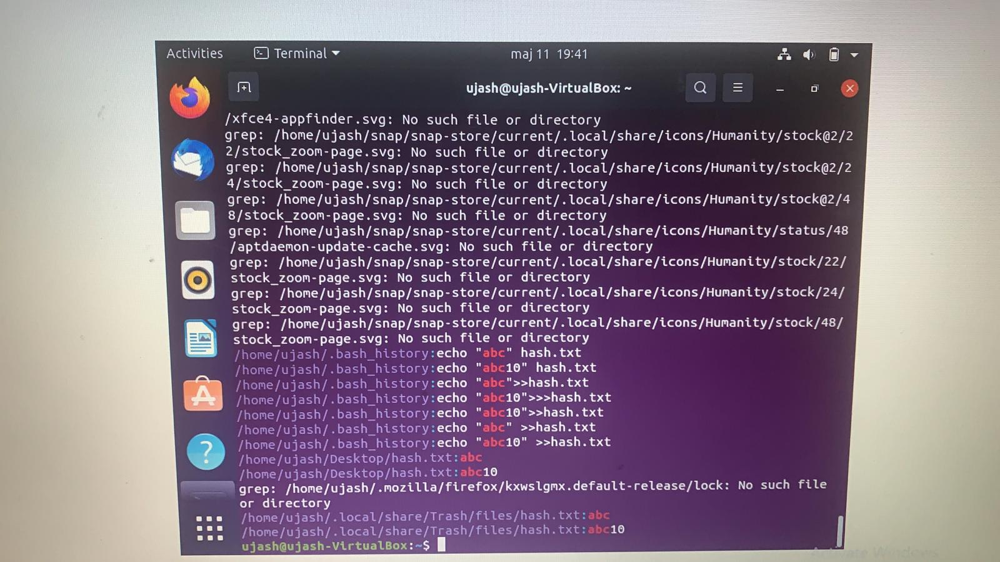 Activities
Terminal
maj 11 19:41
ujash@ujash-VirtualBox: ~
/xfce4-appfinder.svg: No such file or directory
grep: /home/ujash/snap/snap-store/current/.local/share/icons/Humanity/stock@2/2
2/stock_zoom-page.svg: No such file or directory
grep: /home/ujash/snap/snap-store/current/.local/share/icons/Humanity/stock@2/2
4/stock_zoom-page.svg: No such file or directory
grep: /home/ujash/snap/snap-store/current/.local/share/icons/Humanity/stock@2/4
8/stock_zoom-page.svg: No such file or directory
grep: /home/ujash/snap/snap-store/current/.local/share/icons/Humanity/status/48
/aptdaemon-update-cache.svg: No such file or directory
grep: /home/ujash/snap/snap-store/current/.local/share/icons/Humanity/stock/22/
stock_zoom-page.svg: No such file or directory
grep: /home/ujash/snap/snap-store/current/.local/share/icons/Humanity/stock/24/
stock_zoom-page.svg: No such file or directory
grep: /home/ujash/snap/snap-store/current/.local/share/icons/Humanity/stock/48/
stock_zoom-page.svg: No such file or directory
/home/ujash/.bash_history:echo "abc" hash.txt
/home/ujash/.bash_history:echo "abc10" hash.txt
/home/ujash/.bash_history:echo "abc">>hash.txt
/home/ujash/.bash_history:echo "abc10">>>hash.txt
/home/ujash/.bash_history:echo "abc10">>hash.txt
/home/ujash/.bash_history:echo "abc" >>hash.txt
/home/ujash/.bash_history:echo "abc10" >>hash.txt
/home/ujash/Desktop/hash.txt:abc
/home/ujash/Desktop/hash.txt:abc10
grep: /home/ujash/.mozilla/firefox/kxwslgmx.default-release/lock: No such file
or directory
/home/ujash/.local/share/Trash/files/hash.txt:abc
/home/ujash/.local/share/Trash/files/hash.txt:abc10
ujash@ujash-VirtualBox:~$
Activate Windows